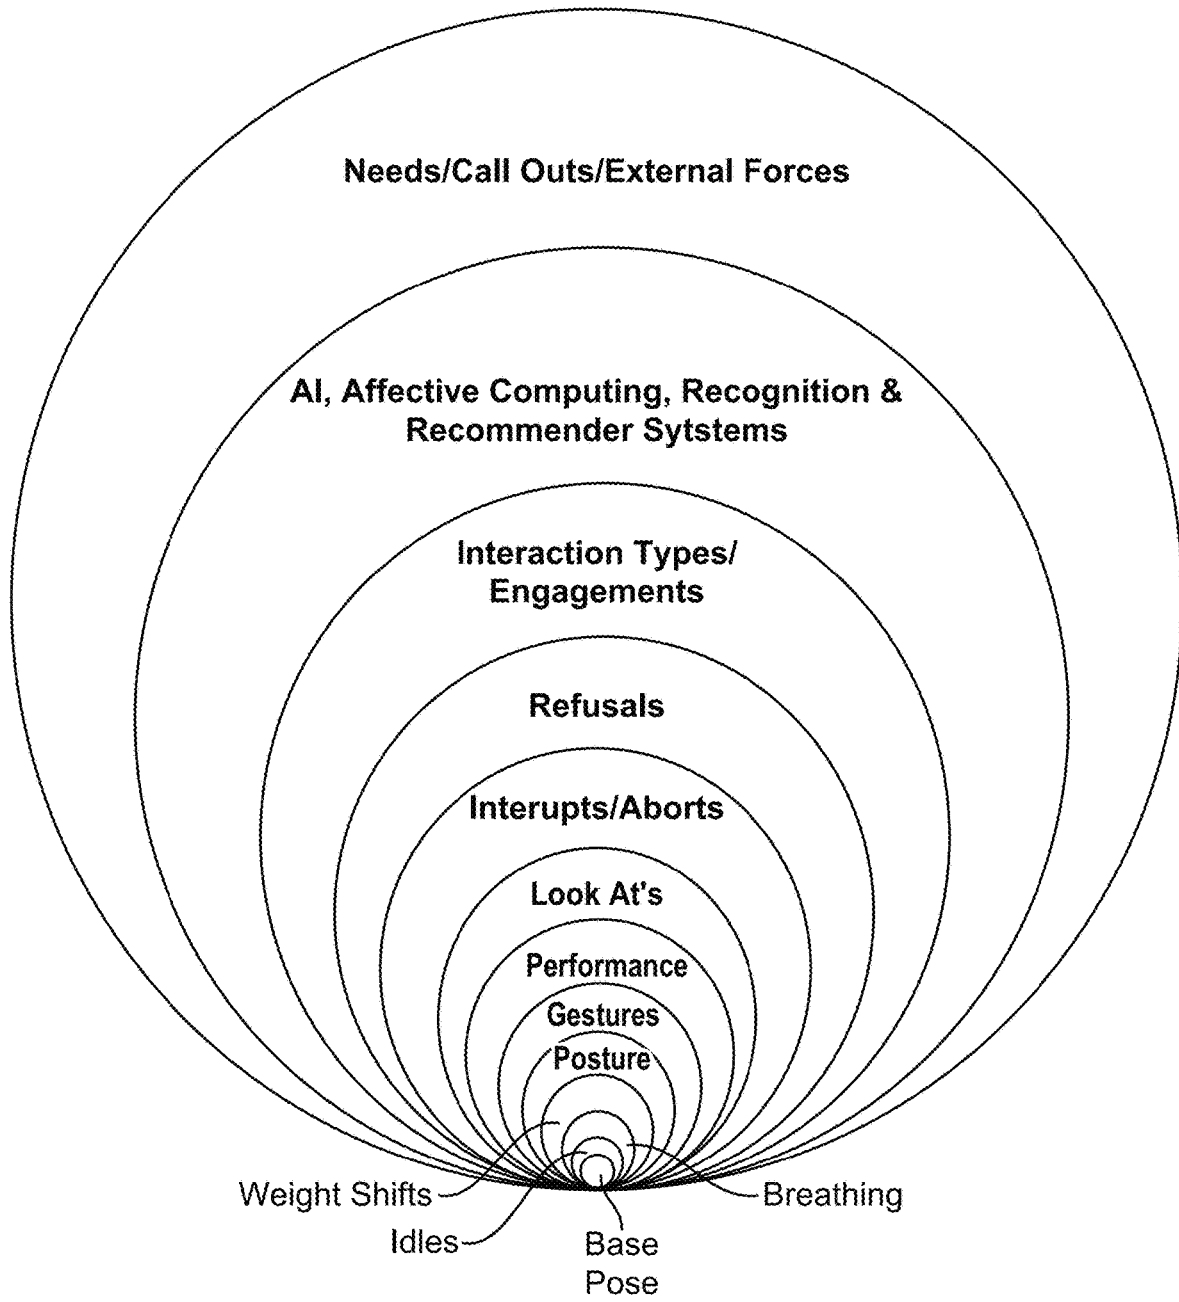 Needs/Call Outs/External Forces
AI, Affective Computing, Recognition &
Recommender Sytstems
Interaction Types/
Engagements
Refusals
Interupts/Aborts
Look At's
Performance
Gestures
Posture
Weight Shifts
Breathing
Idles
Base
Pose